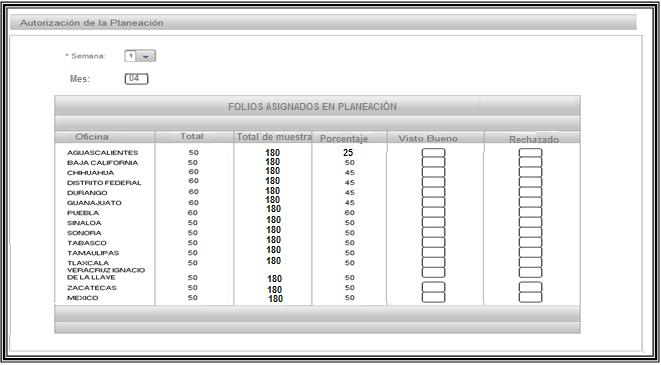 Autorización de la Planeación
* Semana: 1
Mes: 04
FOLIOS ASIGNADOS EN PLANEACIÓN
Oficina Total Total de muestra Porcentaje Visto Bueno Rechazado
AGUASCALIENTES 50 180 25
BAJA CALIFORNIA 50 180 50
CHIHUAHUA 60 180 45
DISTRITO FEDERAL 60 180 45
DURANGO 60 180 45
GUANAJUATO 60 180 45
PUEBLA 60 180 60
SINALOA 50 180 50
SONORA 50 180 50
TABASCO 50 180 50
TAMAULIPAS 50 180 50
TLAXCALA 50 180 50
VERACRUZ IGNACIO
DE LA LLAVE 50 180 50
ZACATECAS 50 180 50
MEXICO 50 180 50